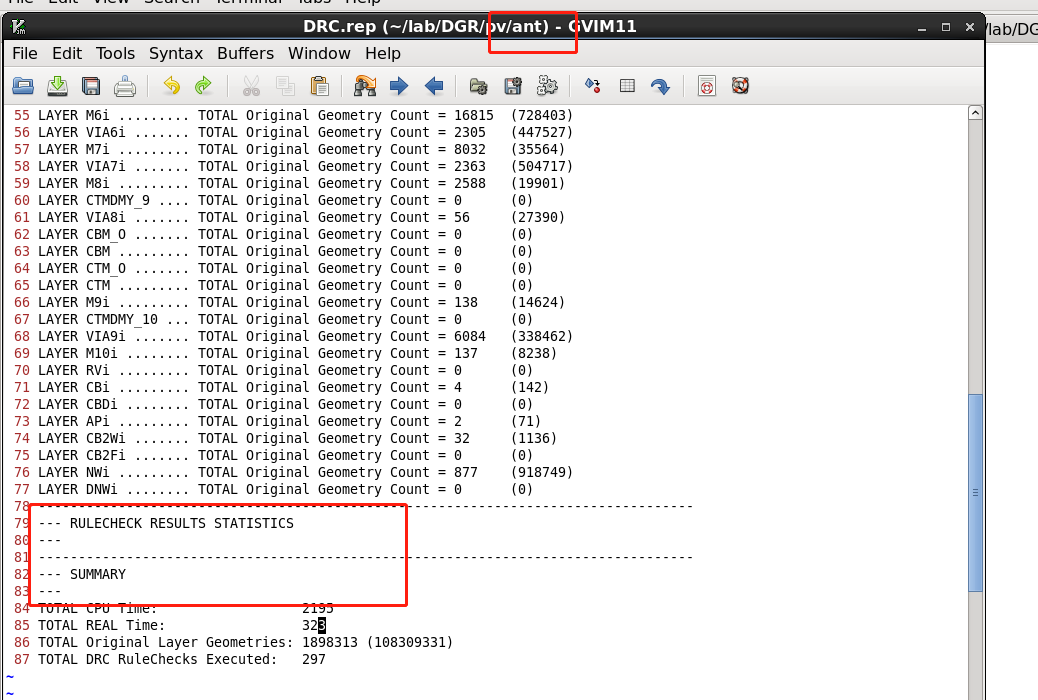 File Edit View Search Terminal Tabs Help
DRC.rep (~/lab/DGR/pv/ant) - GVIM11
/lab/DG
File Edit Tools Syntax Buffers Window Help
55 LAYER M6i ......... TOTAL Original Geometry Count = 16815 (728403)
56 LAYER VIA6i ....... TOTAL Original Geometry Count = 2305 (447527)
57 LAYER M7i ......... TOTAL Original Geometry Count = 8032 (35564)
58 LAYER VIA7i ....... TOTAL Original Geometry Count = 2363 (504717)
59 LAYER M8i ......... TOTAL Original Geometry Count = 2588 (19901)
60 LAYER CTMDMY_9 .... TOTAL Original Geometry Count = 0 (0)
61 LAYER VIA8i ....... TOTAL Original Geometry Count = 56 (27390)
62 LAYER CBM_O ....... TOTAL Original Geometry Count = 0 (0)
63 LAYER CBM ......... TOTAL Original Geometry Count = 0 (0)
64 LAYER CTM_O ....... TOTAL Original Geometry Count = 0 (0)
65 LAYER CTM ......... TOTAL Original Geometry Count = 0 (0)
66 LAYER M9i ......... TOTAL Original Geometry Count = 138 (14624)
67 LAYER CTMDMY_10 ... TOTAL Original Geometry Count = 0 (0)
68 LAYER VIA9i ....... TOTAL Original Geometry Count = 6084 (338462)
69 LAYER M10i ........ TOTAL Original Geometry Count = 137 (8238)
70 LAYER RVi ......... TOTAL Original Geometry Count = 0 (0)
71 LAYER CBi ......... TOTAL Original Geometry Count = 4 (142)
72 LAYER CBDi ........ TOTAL Original Geometry Count = 0 (0)
73 LAYER APi ......... TOTAL Original Geometry Count = 2 (71)
74 LAYER CB2Wi ....... TOTAL Original Geometry Count = 32 (1136)
75 LAYER CB2Fi ....... TOTAL Original Geometry Count = 0 (0)
76 LAYER NWi ......... TOTAL Original Geometry Count = 877 (918749)
77 LAYER DNWi ........ TOTAL Original Geometry Count = 0 (0)
78 ----------------------------------------------------------------------------------
79 --- RULECHECK RESULTS STATISTICS
80 ---
81 ----------------------------------------------------------------------------------
82 --- SUMMARY
83 ---
84 TOTAL CPU Time: 2195
85 TOTAL REAL Time: 323
86 TOTAL Original Layer Geometries: 1898313 (108309331)
87 TOTAL DRC RuleChecks Executed: 297
~
~